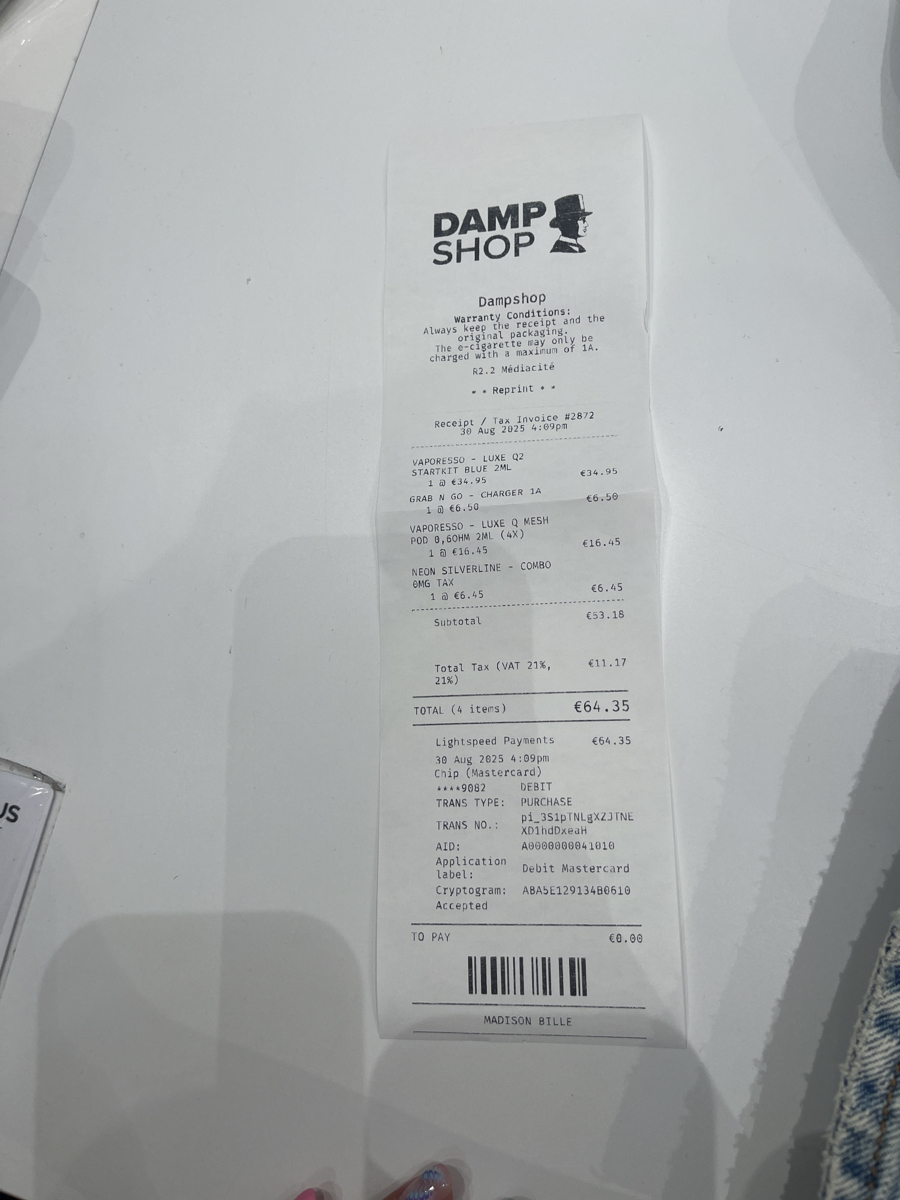 DAMP
SHOP
Dampshop
Warranty Conditions:
Always keep the receipt and the
original packaging.
The e-cigarette may only be
charged with a maximum of 1A.
R2.2 Médiacité
* * Reprint * *
Receipt / Tax Invoice #2872
30 Aug 2025 4:09pm
VAPORESSO - LUXE Q2
STARTKIT BLUE 2ML €34.95
1 @ €34.95
GRAB N GO - CHARGER 1A €6.50
1 @ €6.50
VAPORESSO - LUXE Q MESH
POD 0,6OHM 2ML (4X) €16.45
1 @ €16.45
NEON SILVERLINE - COMBO
0MG TAX €6.45
1 @ €6.45
Subtotal €53.18
Total Tax (VAT 21%, €11.17
21%)
TOTAL (4 items) €64.35
Lightspeed Payments €64.35
30 Aug 2025 4:09pm
Chip (Mastercard)
****9082 DEBIT
TRANS TYPE: PURCHASE
TRANS NO.: pi_3S1pTNLgXZJTNE
XD1hdDxeaH
AID: A0000000041010
Application
label: Debit Mastercard
Cryptogram: ABA5E129134B0610
Accepted
TO PAY €0.00
MADISON BILLE
US